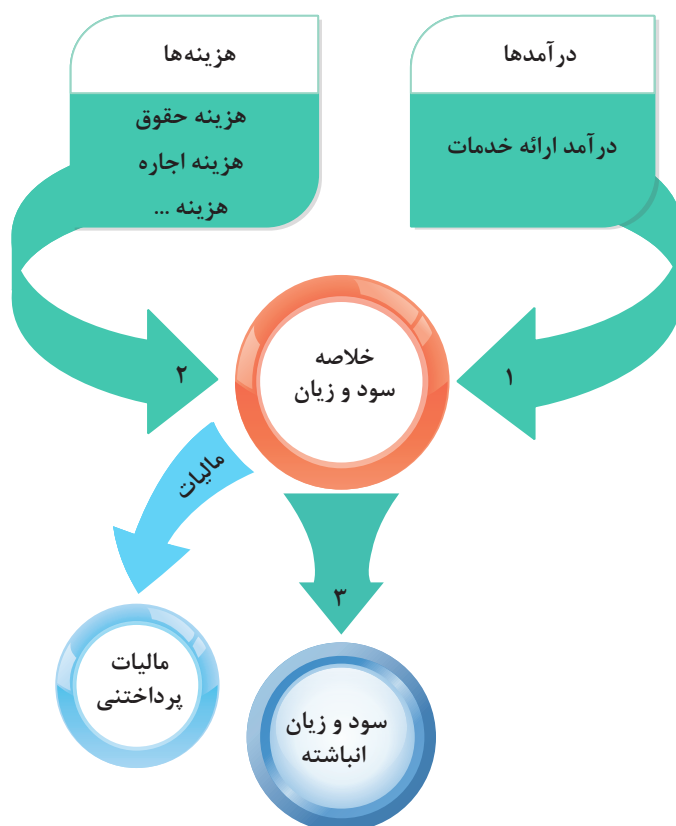 درآمدها
درآمد ارائه خدمات
هزینه‌ها
هزینه حقوق
هزینه اجاره
هزینه ...
۱
۲
خلاصه
سود و زیان
مالیات
۳
مالیات
پرداختنی
سود و زیان
انباشته